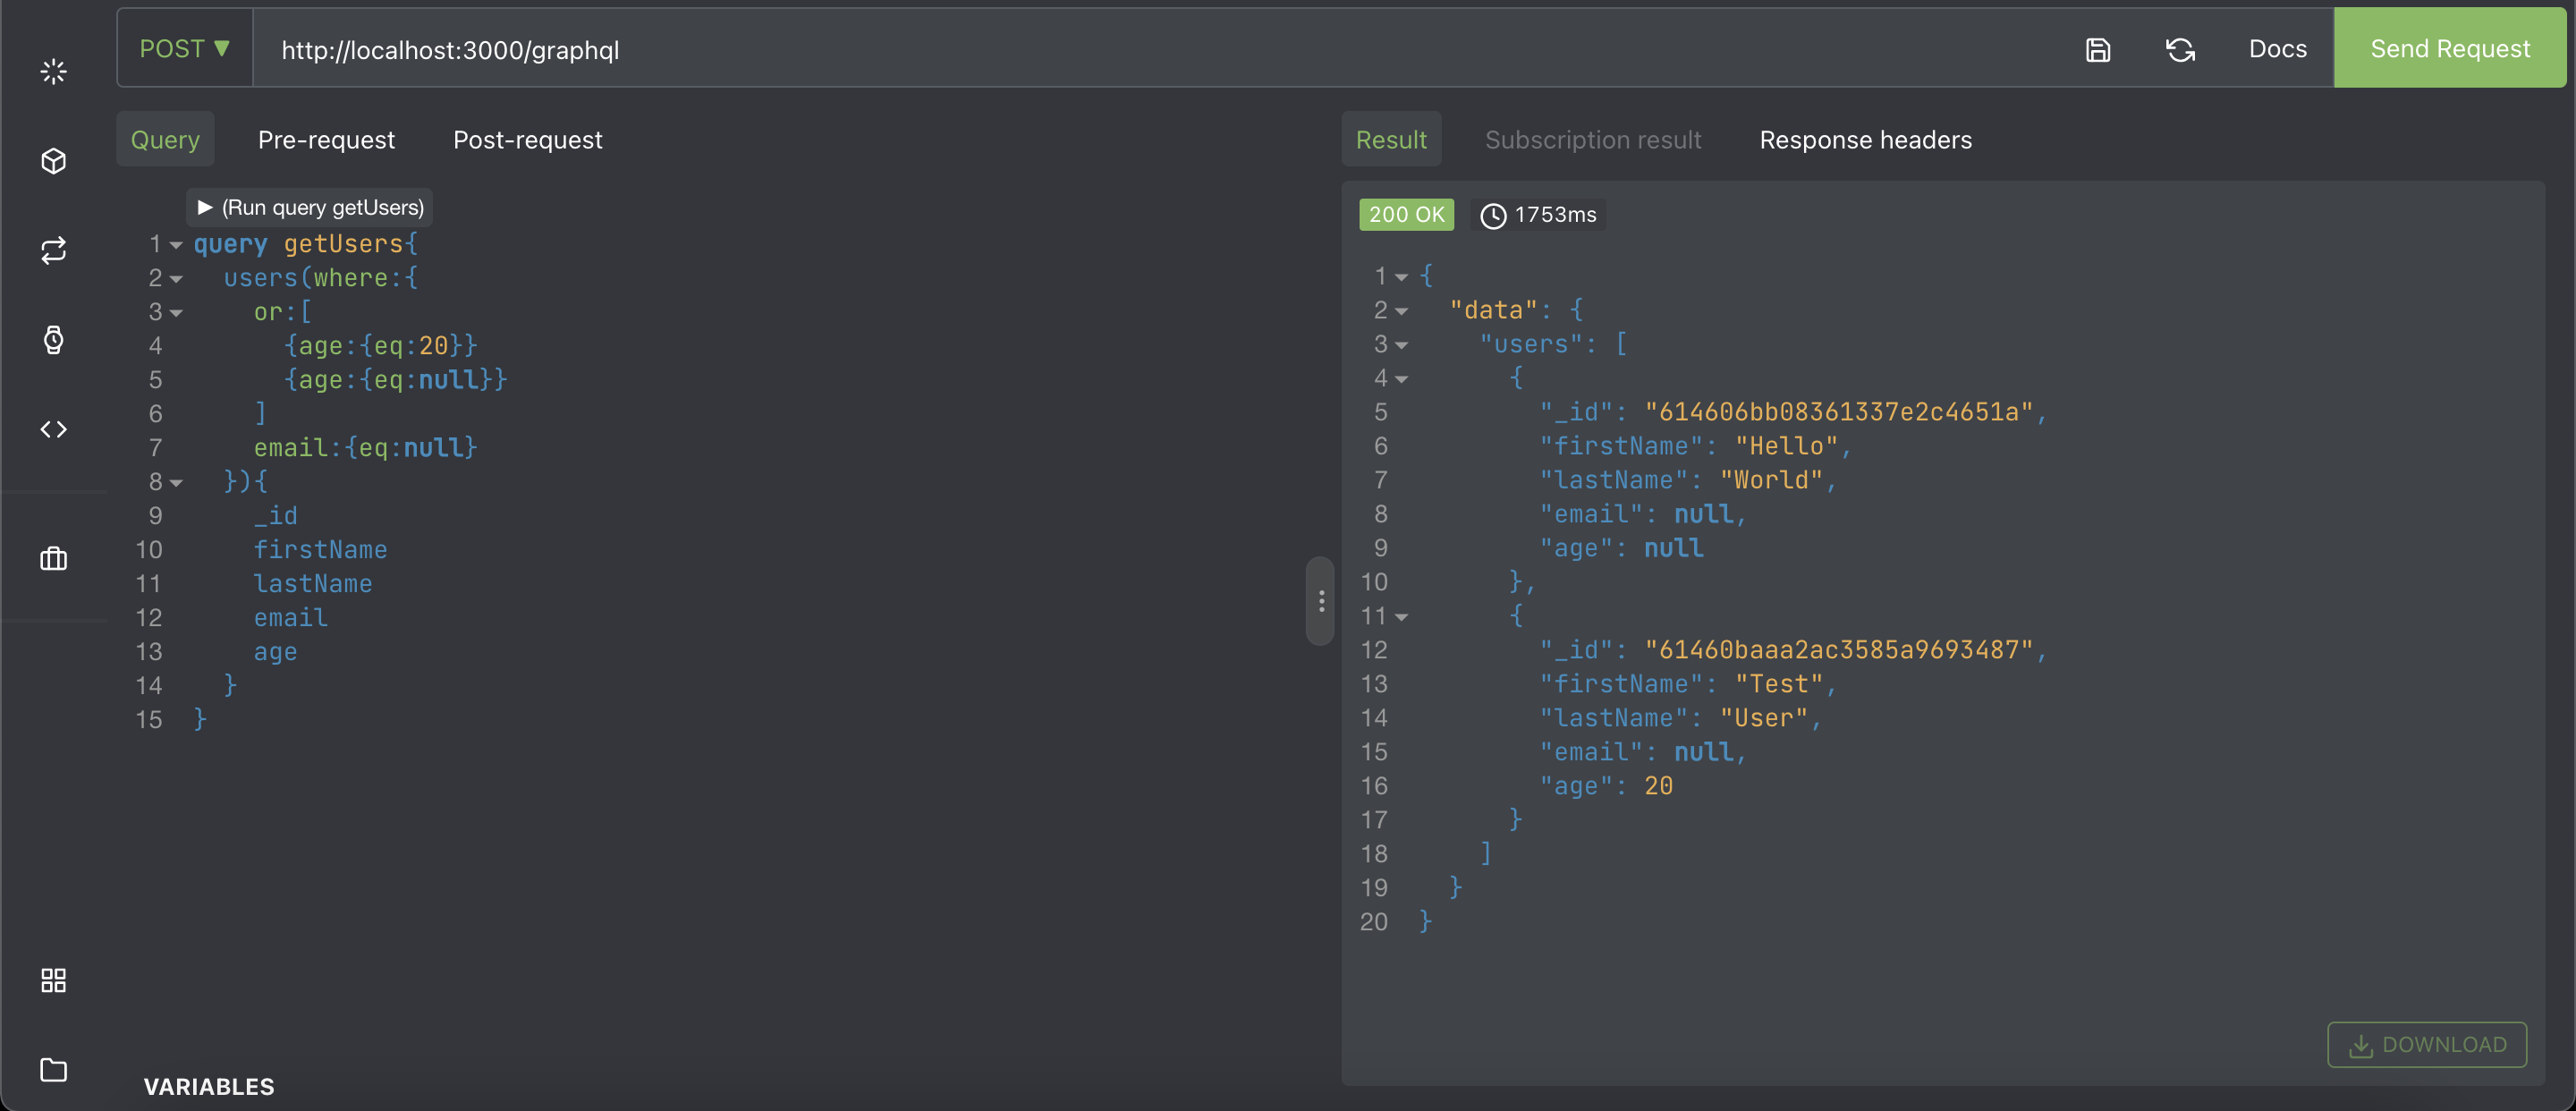 POST ▼ http://localhost:3000/graphql Docs Send Request
Query Pre-request Post-request
▶ (Run query getUsers)
1 query getUsers{
2   users(where:{
3     or:[
4       {age:{eq:20}}
5       {age:{eq:null}}
6     ]
7     email:{eq:null}
8   }){
9     _id
10     firstName
11     lastName
12     email
13     age
14   }
15 }
VARIABLES
Result Subscription result Response headers
200 OK 1753ms
1 {
2   "data": {
3     "users": [
4       {
5         "_id": "614606bb08361337e2c4651a",
6         "firstName": "Hello",
7         "lastName": "World",
8         "email": null,
9         "age": null
10       },
11       {
12         "_id": "61460baaa2ac3585a9693487",
13         "firstName": "Test",
14         "lastName": "User",
15         "email": null,
16         "age": 20
17       }
18     ]
19   }
20 }
DOWNLOAD